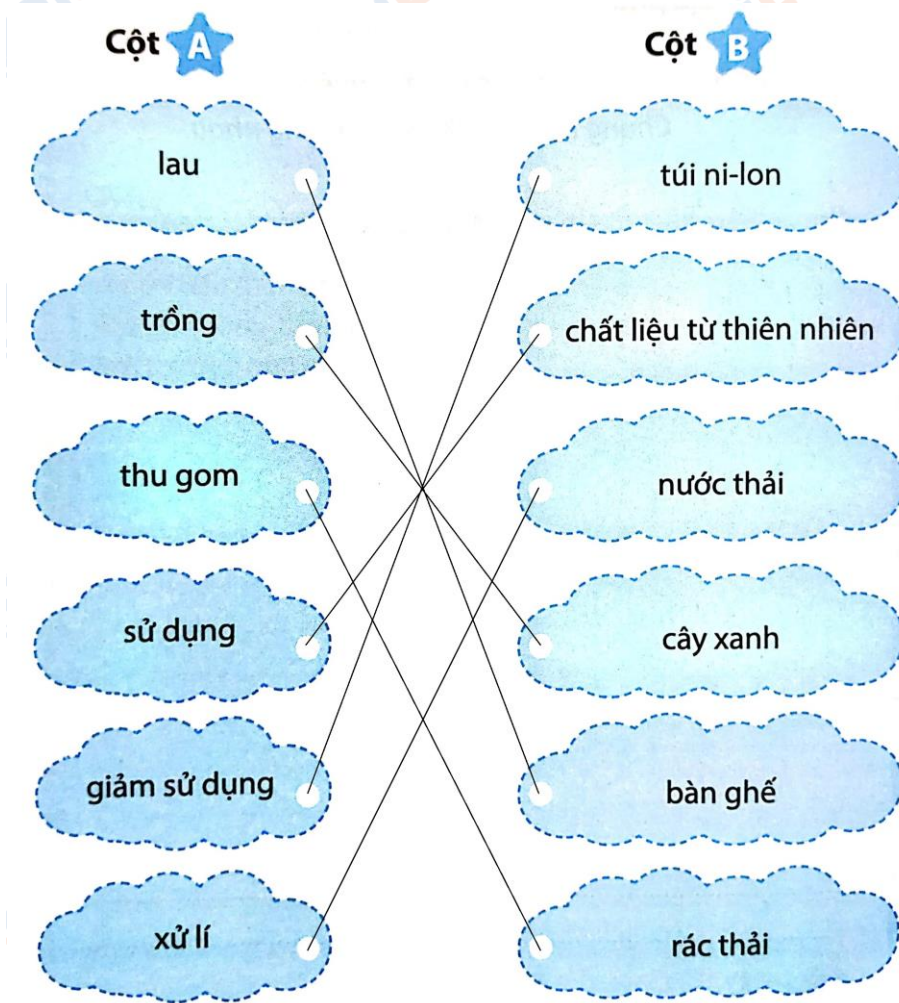 Cột A
Cột B
lau
túi ni-lon
trồng
chất liệu từ thiên nhiên
thu gom
nước thải
sử dụng
cây xanh
giảm sử dụng
bàn ghế
xử lí
rác thải